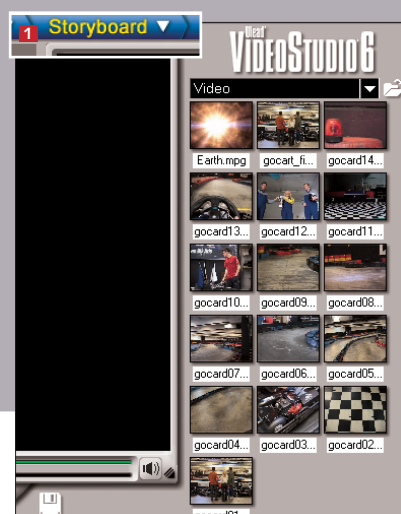 1 Storyboard
Ulead
VIDEOSTUDIO 6
Video
Earth.mpg gocart_fi... gocard14...
gocard13... gocard12... gocard11...
gocard10... gocard09... gocard08...
gocard07... gocard06... gocard05...
gocard04... gocard03... gocard02...
gocard01...